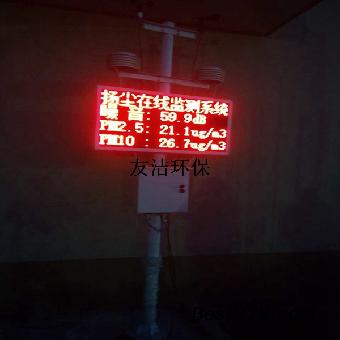 扬尘在线监测系统
噪 音: 59.9dB
PM2.5: 21.1ug/m3
PM10 : 26.7ug/m3
友洁环保